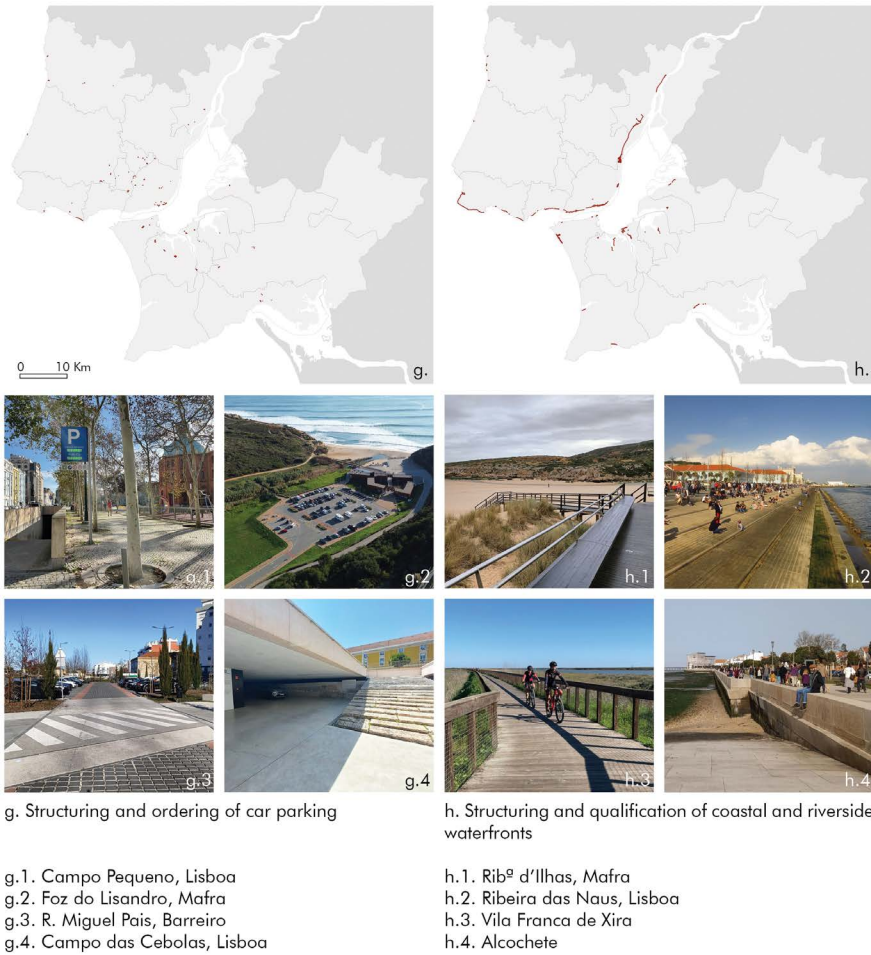 0 10 Km
g.
h.
P
a.1
g.2
h.1
h.2
g.3
g.4
h.3
h.4
g. Structuring and ordering of car parking
h. Structuring and qualification of coastal and riverside
waterfronts
g.1. Campo Pequeno, Lisboa
g.2. Foz do Lisandro, Mafra
g.3. R. Miguel Pais, Barreiro
g.4. Campo das Cebolas, Lisboa
h.1. Ribª d'Ilhas, Mafra
h.2. Ribeira das Naus, Lisboa
h.3. Vila Franca de Xira
h.4. Alcochete